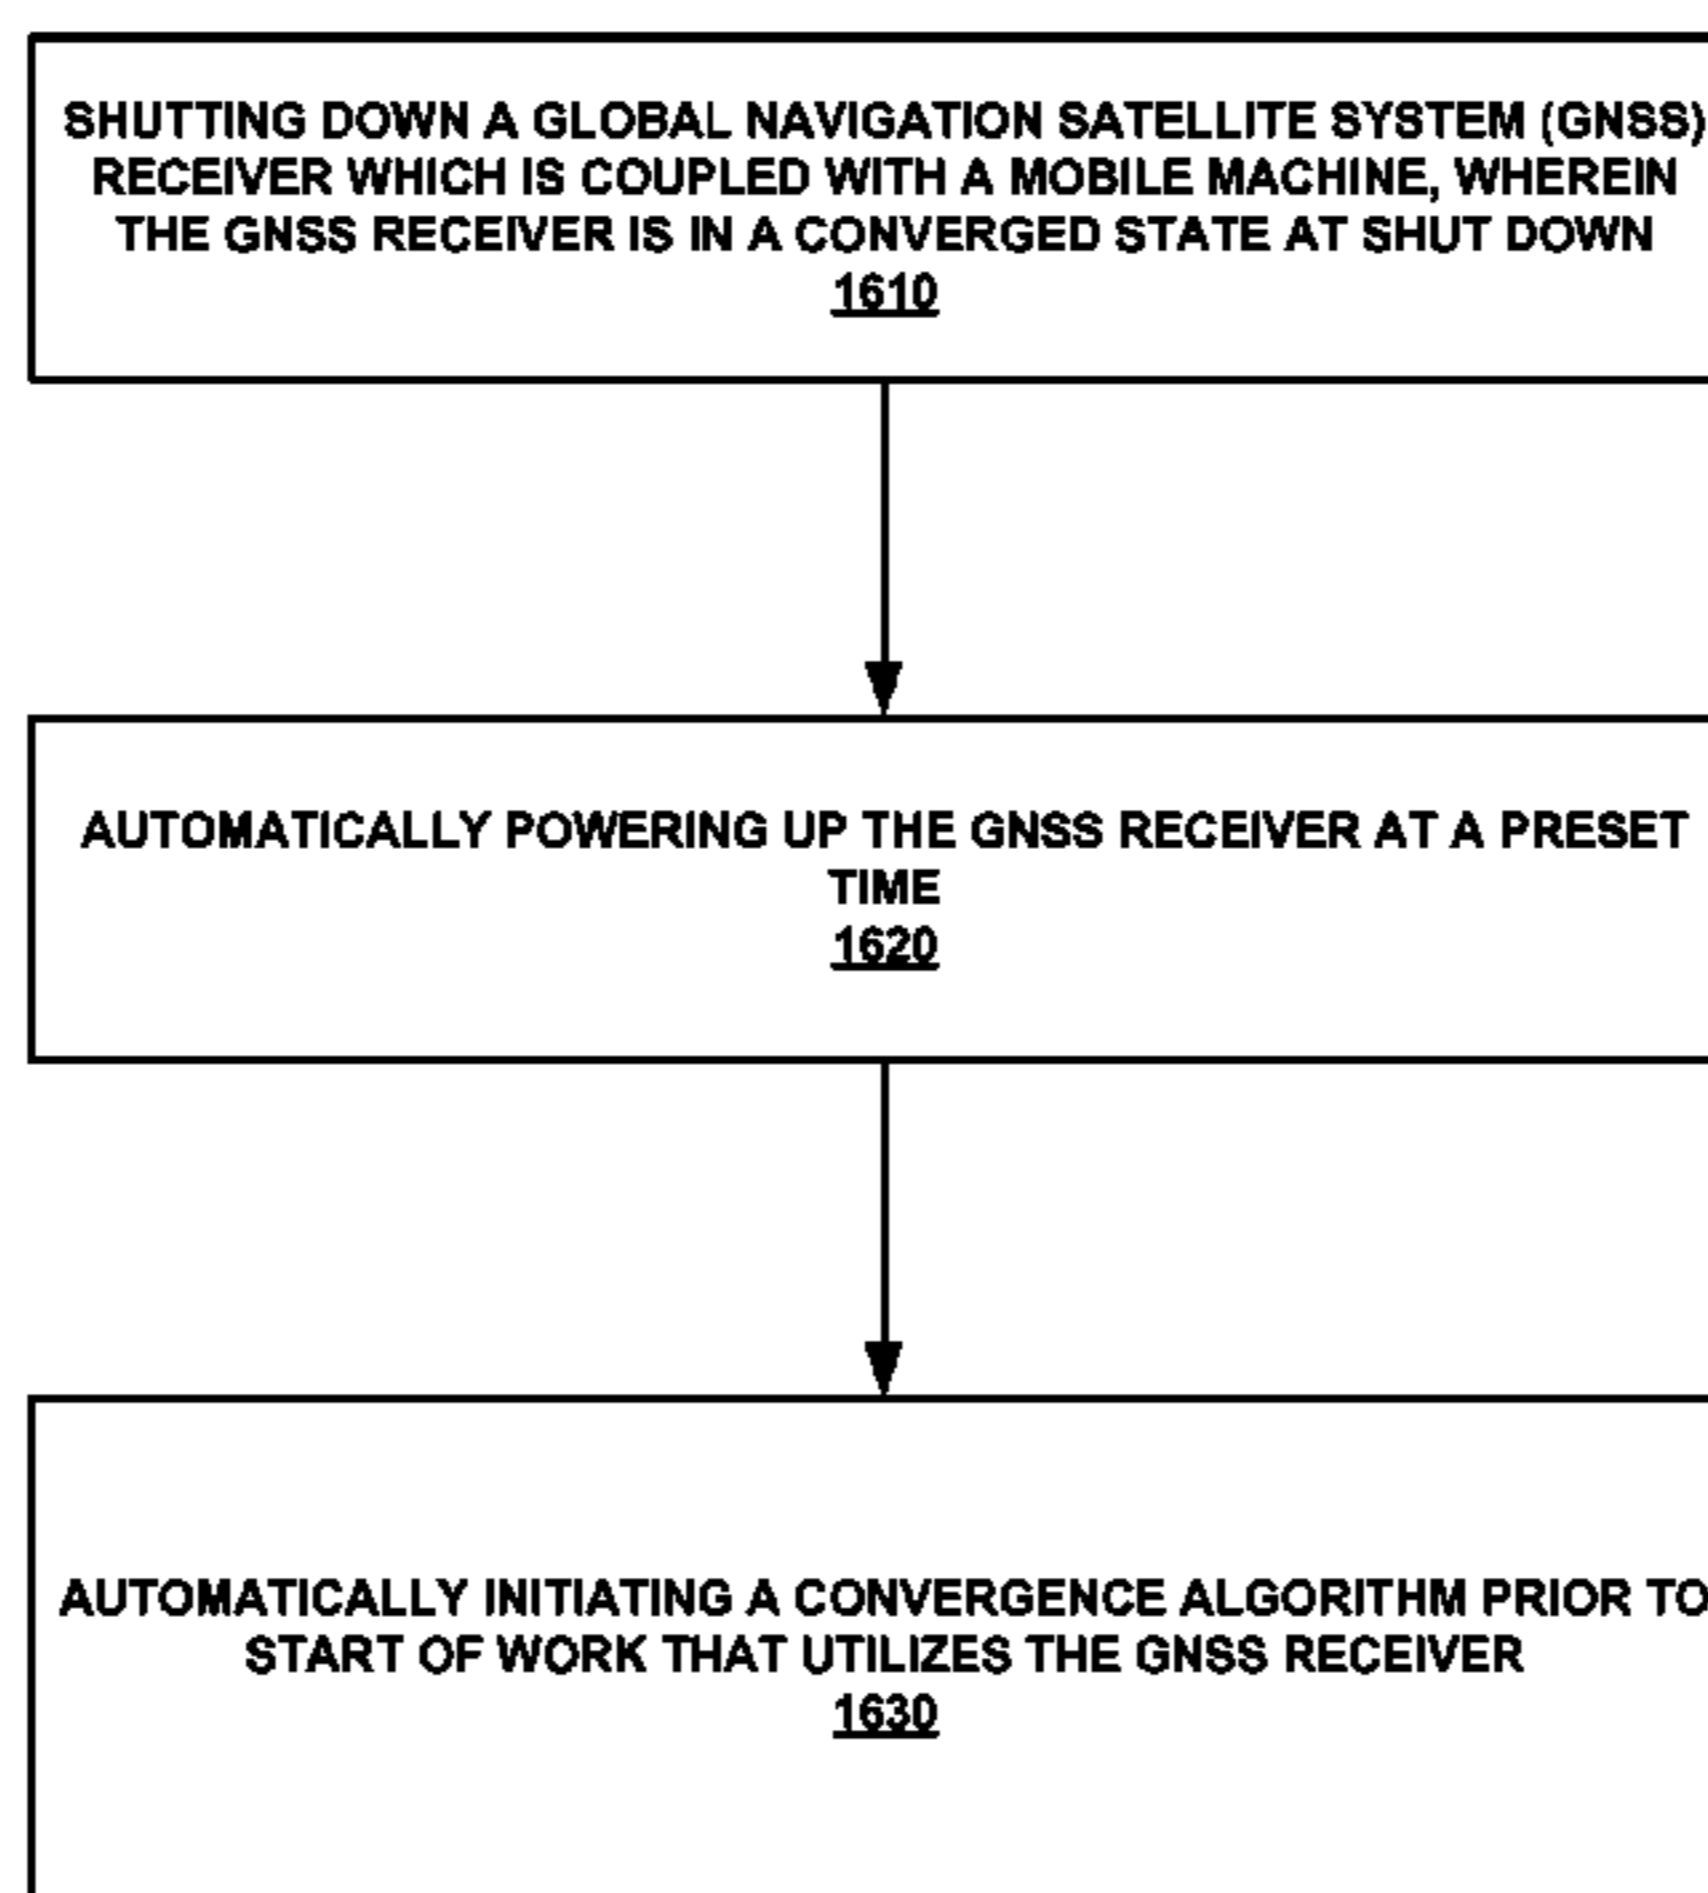 SHUTTING DOWN A GLOBAL NAVIGATION SATELLITE SYSTEM (GNSS)
RECEIVER WHICH IS COUPLED WITH A MOBILE MACHINE, WHEREIN
THE GNSS RECEIVER IS IN A CONVERGED STATE AT SHUT DOWN
1610
AUTOMATICALLY POWERING UP THE GNSS RECEIVER AT A PRESET
TIME
1620
AUTOMATICALLY INITIATING A CONVERGENCE ALGORITHM PRIOR TO
START OF WORK THAT UTILIZES THE GNSS RECEIVER
1630